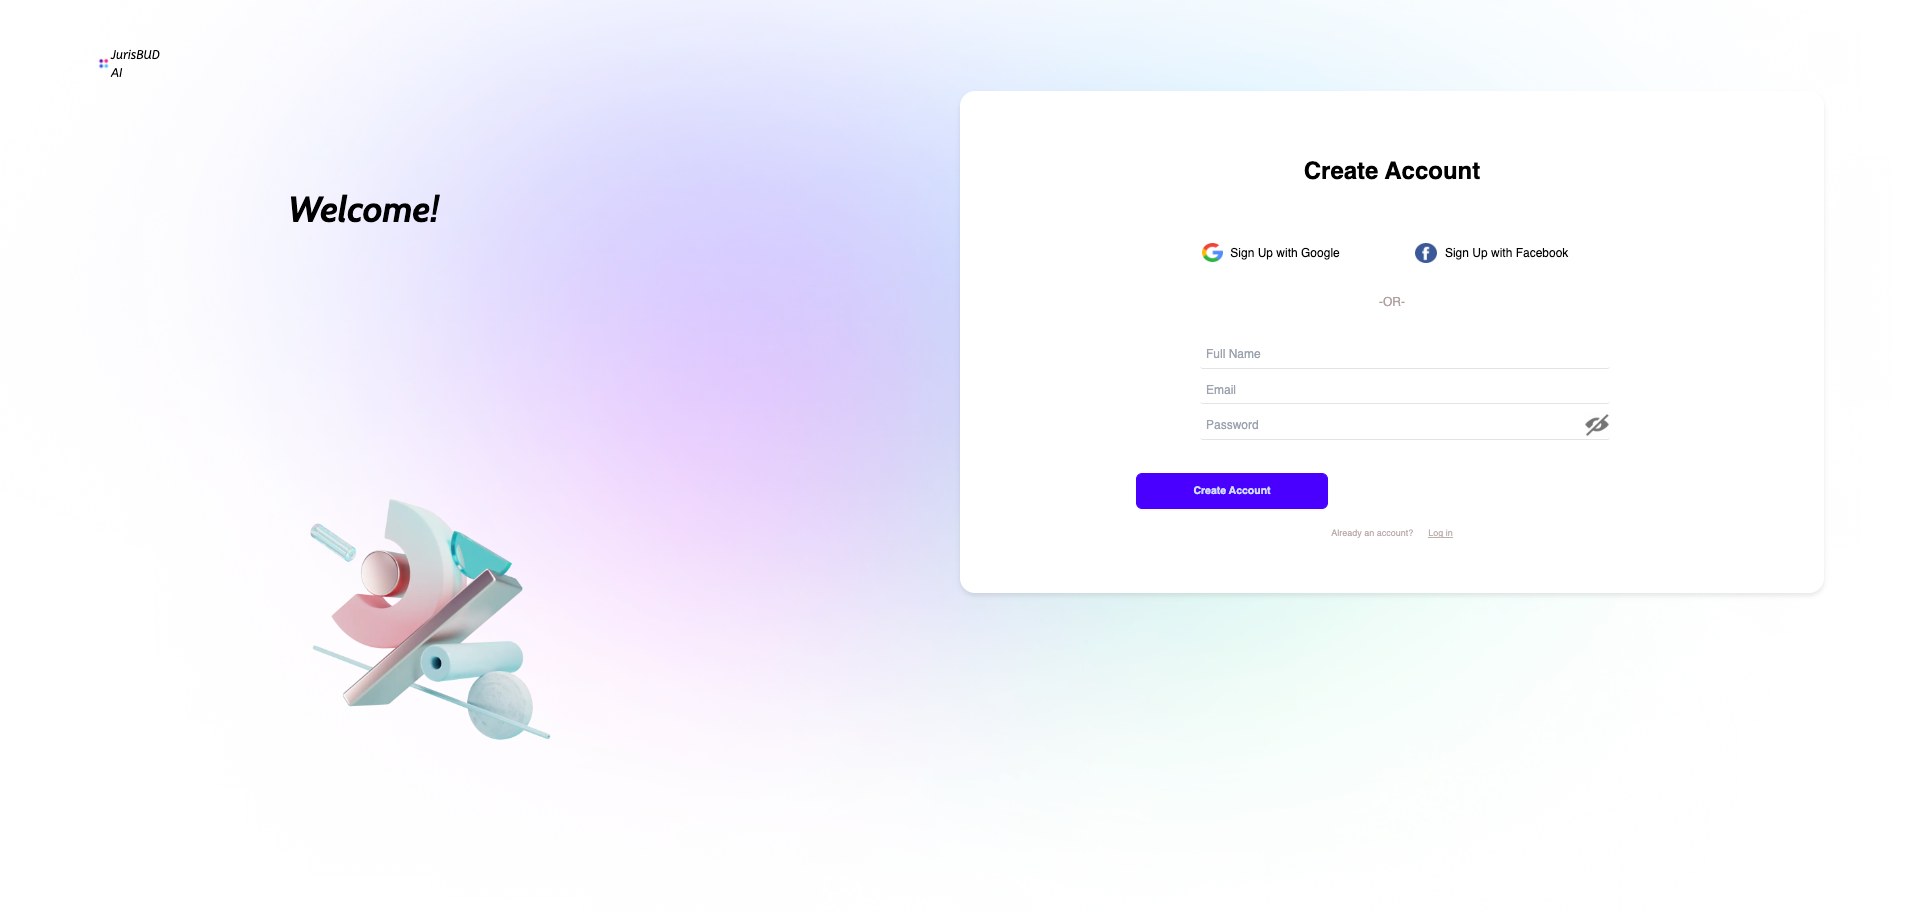 JurisBUD
AI
Welcome!
Create Account
Sign Up with Google
Sign Up with Facebook
-OR-
Full Name
Email
Password
Create Account
Already an account? Log in